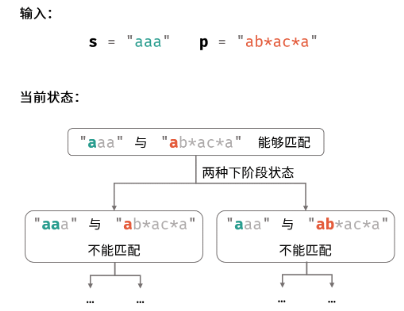 输入：
s = "aaa" p = "ab*ac*a"
当前状态：
"aaa" 与 "ab*ac*a" 能够匹配
两种下阶段状态
"aaa" 与 "ab*ac*a"
不能匹配
"aaa" 与 "ab*ac*a"
不能匹配
… … … …